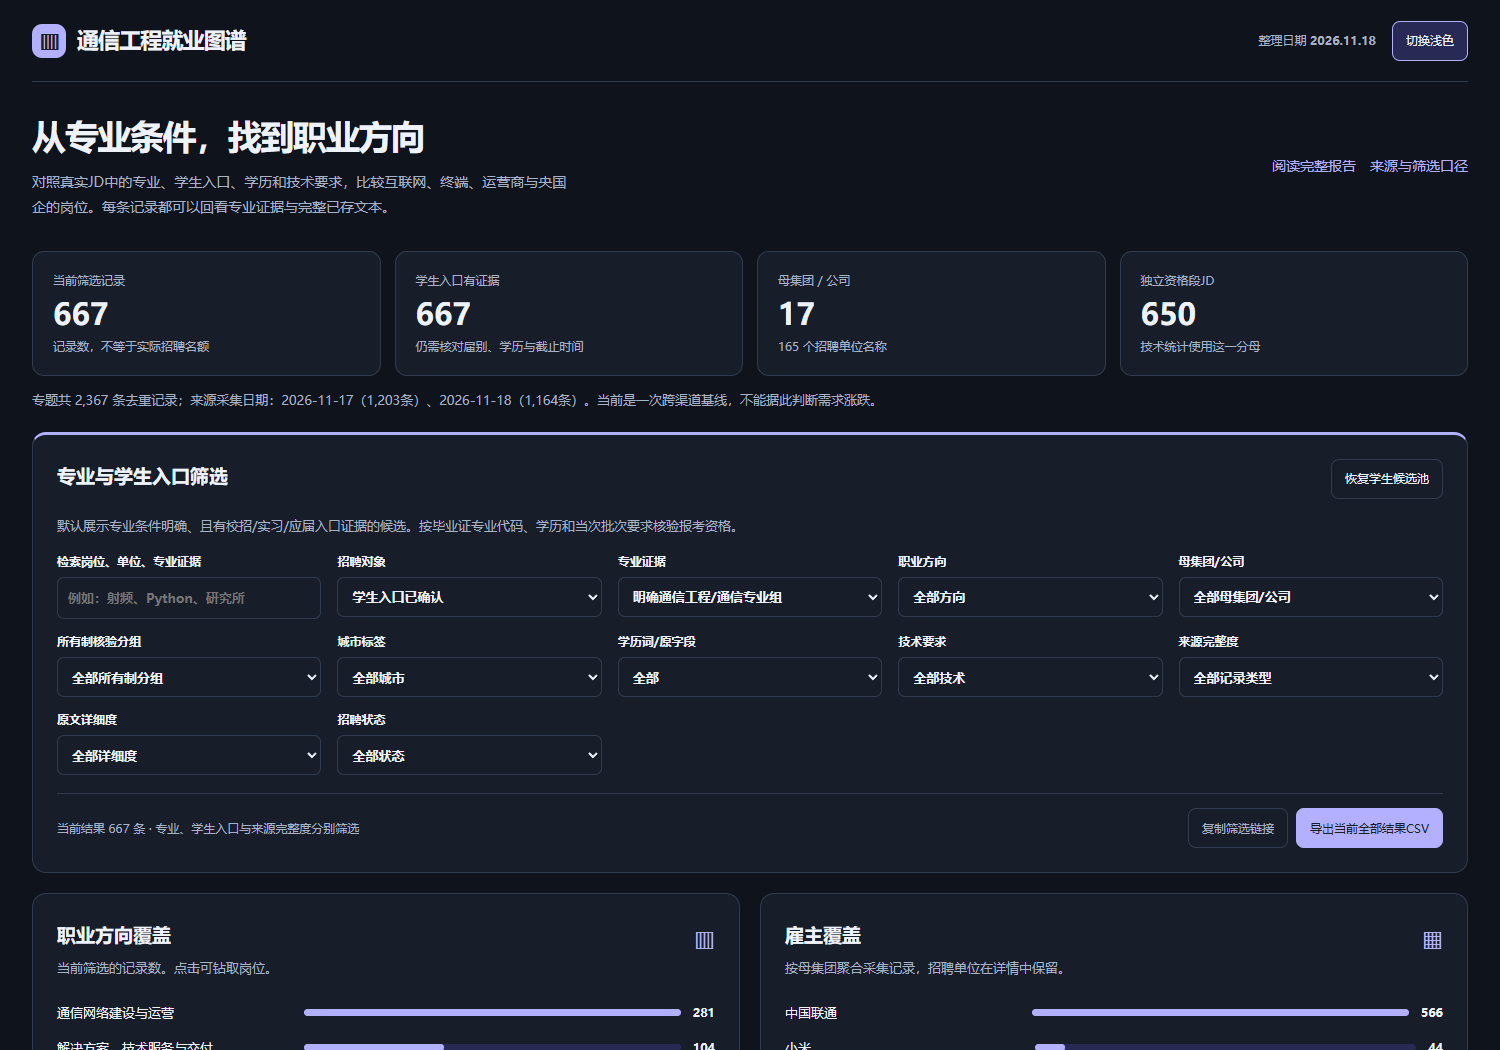 通信工程就业图谱
整理日期 2026.11.18
切换浅色
从专业条件，找到职业方向
对照真实JD中的专业、学生入口、学历和技术要求，比较互联网、终端、运营商与央国
企的岗位。每条记录都可以回看专业证据与完整已存文本。
阅读完整报告 来源与筛选口径
当前筛选记录
667
记录数，不等于实际招聘名额
学生入口有证据
667
仍需核对届别、学历与截止时间
母集团 / 公司
17
165 个招聘单位名称
独立资格段JD
650
技术统计使用这一分母
专题共 2,367 条去重记录；来源采集日期：2026-11-17（1,203条）、2026-11-18（1,164条）。当前是一次跨渠道基线，不能据此判断需求涨跌。
专业与学生入口筛选
恢复学生候选池
默认展示专业条件明确、且有校招/实习/应届入口证据的候选。按毕业证专业代码、学历和当次批次要求核验报考资格。
检索岗位、单位、专业证据
例如：射频、Python、研究所
招聘对象
学生入口已确认
专业证据
明确通信工程/通信专业组
职业方向
全部方向
母集团/公司
全部母集团/公司
所有制核验分组
全部所有制分组
城市标签
全部城市
学历词/原字段
全部
技术要求
全部技术
来源完整度
全部记录类型
原文详细度
全部详细度
招聘状态
全部状态
当前结果 667 条 · 专业、学生入口与来源完整度分别筛选
复制筛选链接
导出当前全部结果CSV
职业方向覆盖
当前筛选的记录数。点击可钻取岗位。
通信网络建设与运营 281
解决方案、技术服务与交付 104
雇主覆盖
按母集团聚合采集记录，招聘单位在详情中保留。
中国联通 566
小米 44